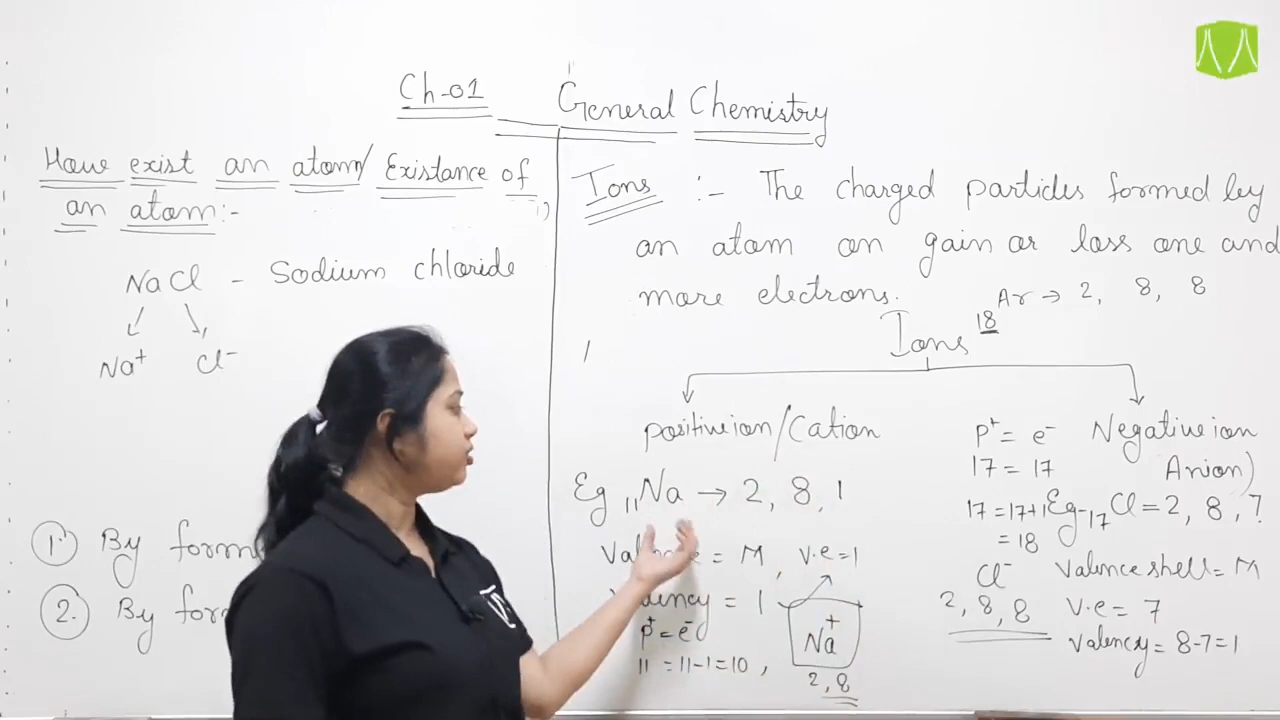 Ch-01 General Chemistry
How exist an atom/ Existance of
an atom:-
NaCl - Sodium chloride
Na⁺ Cl⁻
1. By form
2. By for
Ions :- The charged particles formed by
an atom on gain or loss one and
more electrons.
Ar → 2, 8, 8
18
Ions
positive ion/Cation
Eg ₁₁Na → 2, 8, 1
= M, V.e=1
= 1
p⁺= e⁻
11 = 11-1=10,
Na⁺
2,8
Negative ion
Anion)
p⁺= e⁻
17 = 17
17 = 17+1
= 18
Eg-₁₇Cl = 2, 8, 7
Cl⁻
2, 8, 8
Valence shell = M
V.e = 7
Valency = 8-7=1